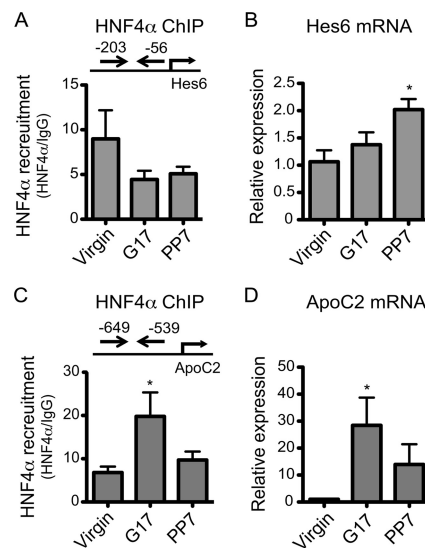 A
HNF4α ChIP
-203
-56
Hes6
HNF4α recruitment
(HNF4α/IgG)
15
10
5
0
Virgin
G17
PP7
B
Hes6 mRNA
Relative expression
2.5
2.0
1.5
1.0
0.5
0.0
*
Virgin
G17
PP7
C
HNF4α ChIP
-649
-539
ApoC2
HNF4α recruitment
(HNF4α/IgG)
30
20
10
0
*
Virgin
G17
PP7
D
ApoC2 mRNA
Relative expression
50
40
30
20
10
0
*
Virgin
G17
PP7